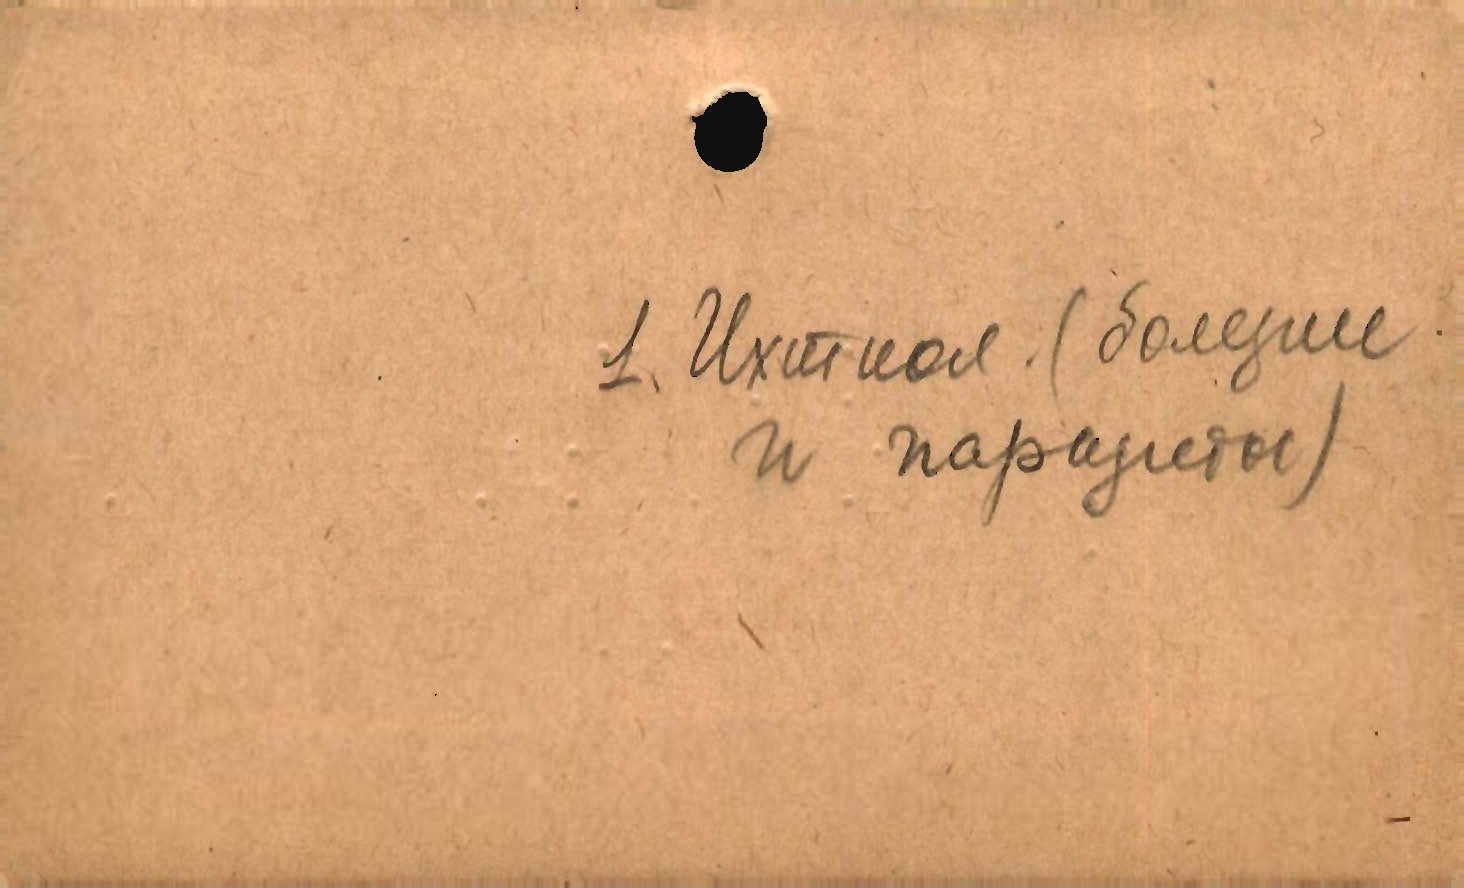 1. Ихтиол. (болезни
и паразиты)